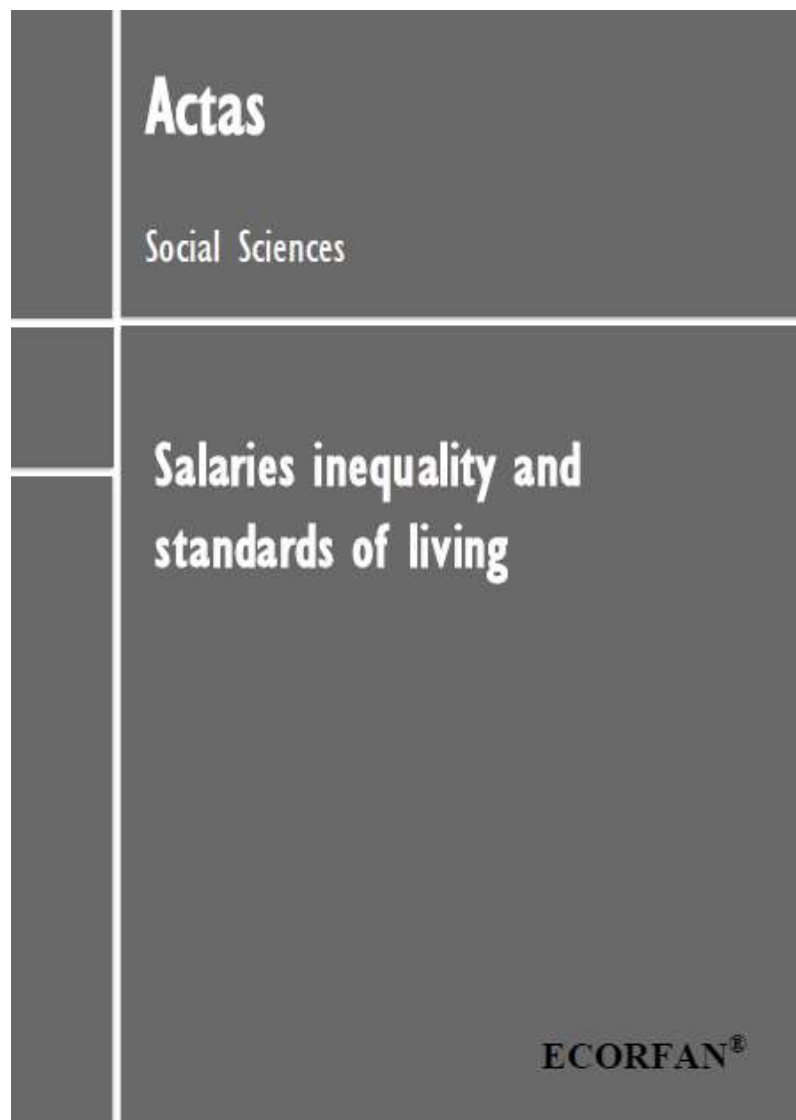 Actas
Social Sciences
Salaries inequality and
standards of living
ECORFAN®